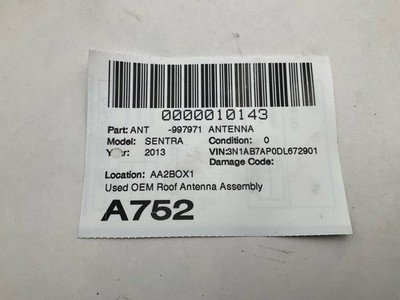 0000010143
Part: ANT -997971 ANTENNA
Model: SENTRA Condition: 0
Year: 2013 VIN:3N1AB7AP0DL672901
Damage Code:
Location: AA2BOX1
Used OEM Roof Antenna Assembly
A752